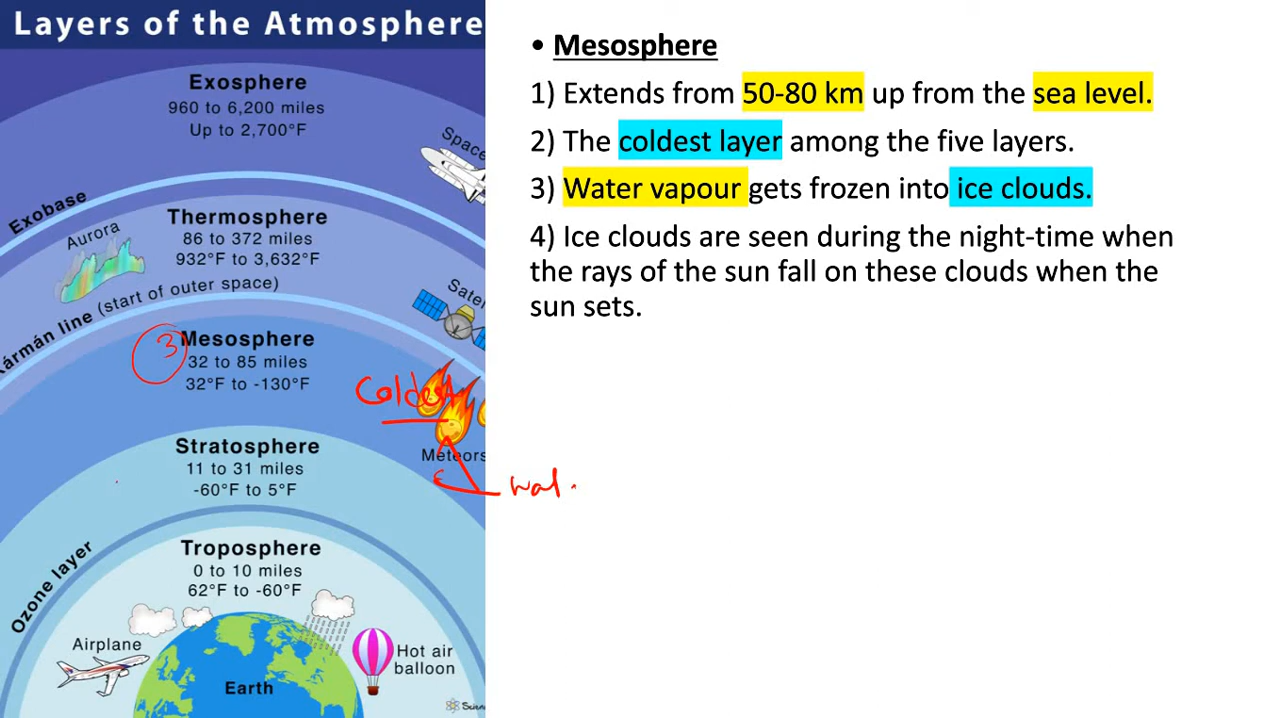 Layers of the Atmosphere
Exosphere
960 to 6,200 miles
Up to 2,700°F
Space
Exobase
Thermosphere
86 to 372 miles
932°F to 3,632°F
Aurora
(start of outer space)
Kármán line
Satel
3
Mesosphere
32 to 85 miles
32°F to -130°F
Coldest
Meteors
wat
Stratosphere
11 to 31 miles
-60°F to 5°F
Ozone layer
Troposphere
0 to 10 miles
62°F to -60°F
Airplane
Hot air
balloon
Earth
• Mesosphere
1) Extends from 50-80 km up from the sea level.
2) The coldest layer among the five layers.
3) Water vapour gets frozen into ice clouds.
4) Ice clouds are seen during the night-time when
the rays of the sun fall on these clouds when the
sun sets.